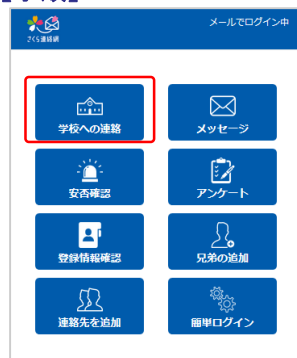 さくら連絡網
メールでログイン中
学校への連絡
メッセージ
安否確認
アンケート
登録情報確認
兄弟の追加
連絡先を追加
簡単ログイン